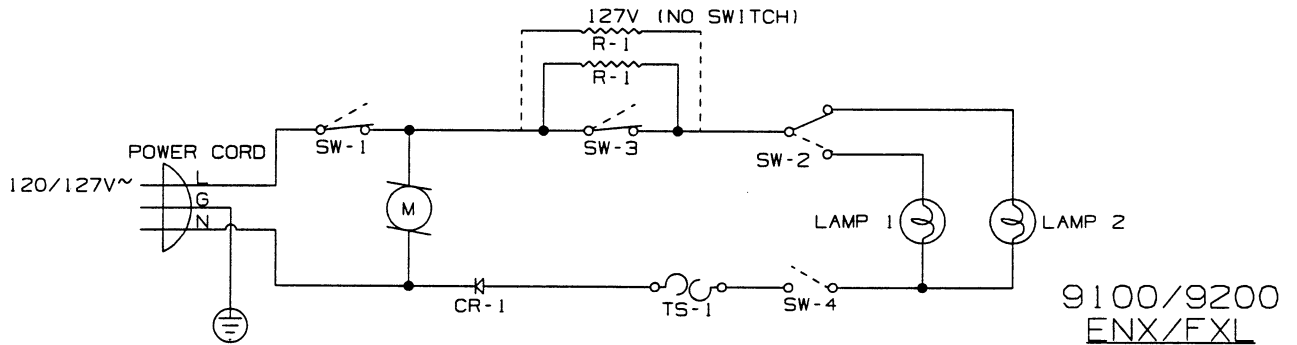 127V (NO SWITCH)
R-1
R-1
SW-1
SW-3
SW-2
POWER CORD
120/127V~
L
G
N
M
LAMP 1
LAMP 2
CR-1
TS-1
SW-4
9100/9200
ENX/FXL